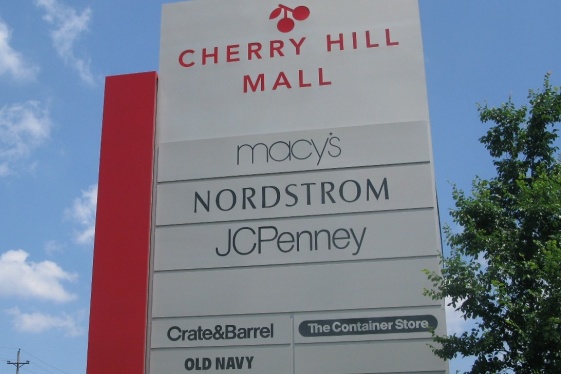 CHERRY HILL
MALL
macy's
NORDSTROM
JCPenney
Crate&Barrel
The Container Store
OLD NAVY